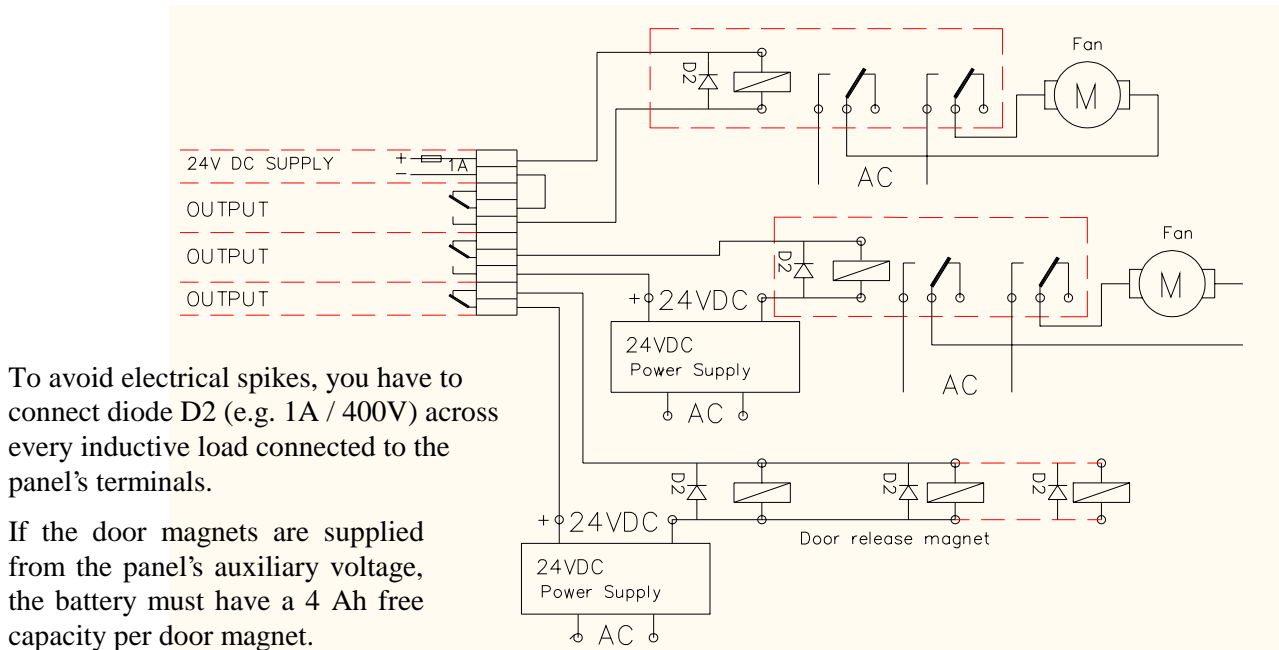 Fan
D2
M
24V DC SUPPLY
+
1A
−
AC
OUTPUT
Fan
OUTPUT
D2
M
OUTPUT
+ 24VDC
24VDC
Power Supply
AC
AC
To avoid electrical spikes, you have to
connect diode D2 (e.g. 1A / 400V) across
every inductive load connected to the
panel’s terminals.
D2
D2
D2
If the door magnets are supplied
from the panel’s auxiliary voltage,
the battery must have a 4 Ah free
capacity per door magnet.
+ 24VDC
Door release magnet
24VDC
Power Supply
AC